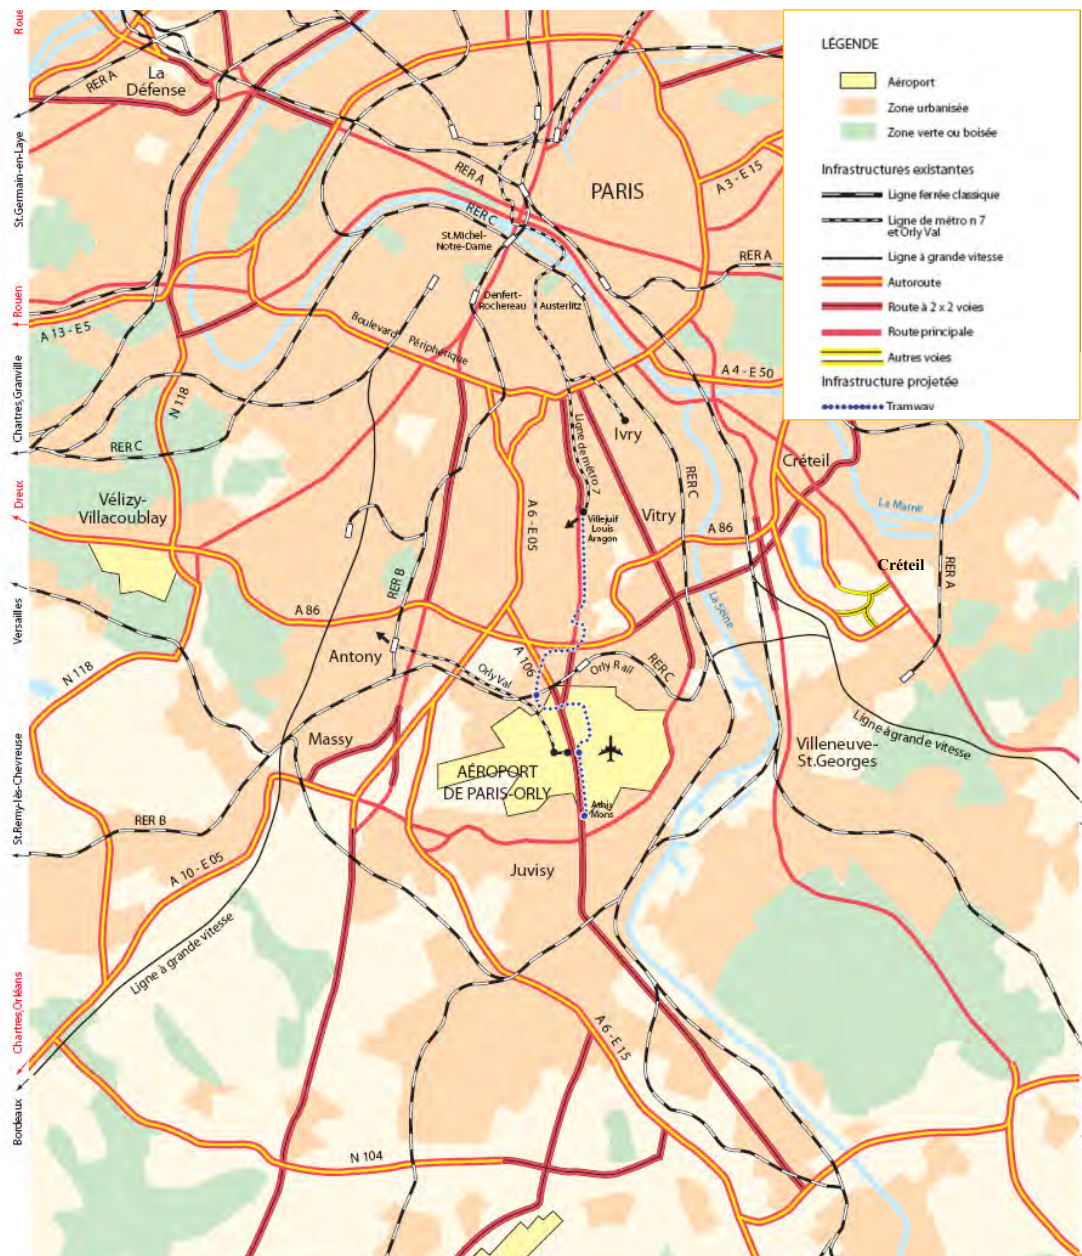 Roue
La
Défense
RER A
St.Germain-en-Laye
RER A
PARIS
A 3 - E 15
RER C
St.Michel-
Notre-Dame
RER A
Rouen
A 13 - E 5
Denfert-
Rochereau
Austerlitz
Boulevard Périphérique
A 4 - E 50
Chartres,Granville
N 118
RER C
Ligne de métro 7
Ivry
RER C
Créteil
Dreux
Vélizy-
Villacoublay
A 6 - E 05
Villejuif
Louis
Aragon
Vitry
A 86
La Marne
Créteil
RER A
Versailles
RER B
A 86
La Seine
Antony
A 106
Orly Val
Orly Rail
RER C
N 118
Massy
Ligne à grande vitesse
Villeneuve-
St.Georges
AÉROPORT
DE PARIS-ORLY
Athis
Mons
St.Remy-lès-Chevreuse
RER B
A 10 - E 05
Juvisy
Ligne à grande vitesse
Chartres,Orléans
A 6 - E 15
Bordeaux
N 104
LÉGENDE
Aéroport
Zone urbanisée
Zone verte ou boisée
Infrastructures existantes
Ligne ferrée classique
Ligne de métro n 7
et Orly Val
Ligne à grande vitesse
Autoroute
Route à 2 x 2 voies
Route principale
Autres voies
Infrastructure projetée
Tramway